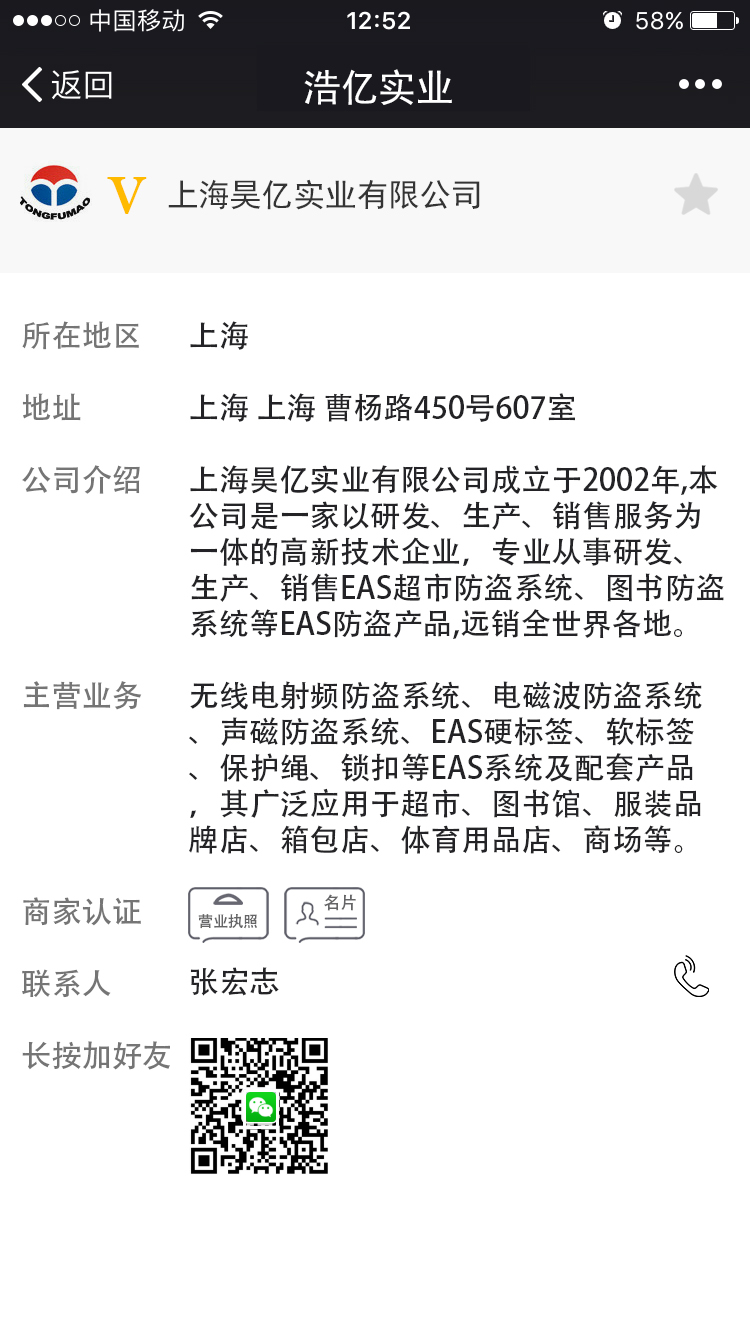 中国移动 12:52 58%
返回 浩亿实业
TONGFUMAO V 上海昊亿实业有限公司
所在地区 上海
地址 上海 上海 曹杨路450号607室
公司介绍 上海昊亿实业有限公司成立于2002年,本
公司是一家以研发、生产、销售服务为
一体的高新技术企业，专业从事研发、
生产、销售EAS超市防盗系统、图书防盗
系统等EAS防盗产品,远销全世界各地。
主营业务 无线电射频防盗系统、电磁波防盗系统
、声磁防盗系统、EAS硬标签、软标签
、保护绳、锁扣等EAS系统及配套产品
，其广泛应用于超市、图书馆、服装品
牌店、箱包店、体育用品店、商场等。
商家认证 营业执照 名片
联系人 张宏志
长按加好友